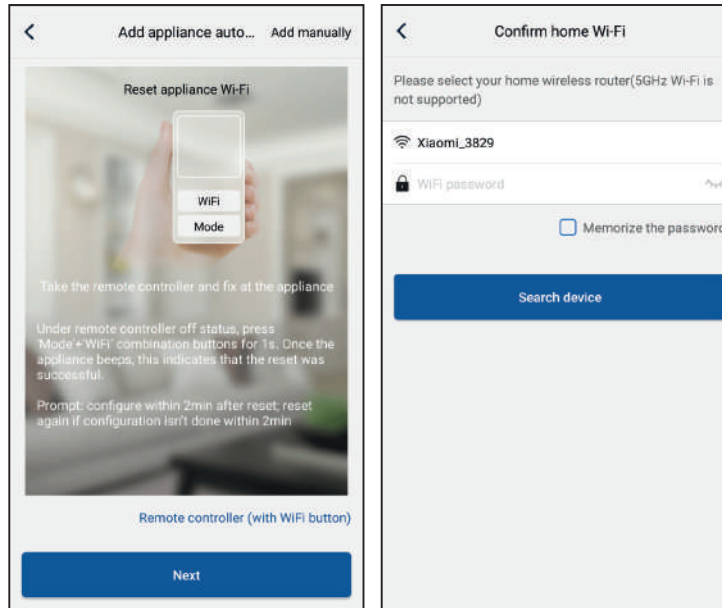 Add appliance auto... Add manually
Reset appliance Wi-Fi
WiFi
Mode
Take the remote controller and fix at the appliance
Under remote controller off status, press
'Mode'+'WiFi' combination buttons for 1s. Once the
appliance beeps, this indicates that the reset was
successful.
Prompt: configure within 2min after reset; reset
again if configuration isn't done within 2min
Remote controller (with WiFi button)
Next
Confirm home Wi-Fi
Please select your home wireless router(5GHz Wi-Fi is
not supported)
Xiaomi_3829
WiFi password
Memorize the password
Search device